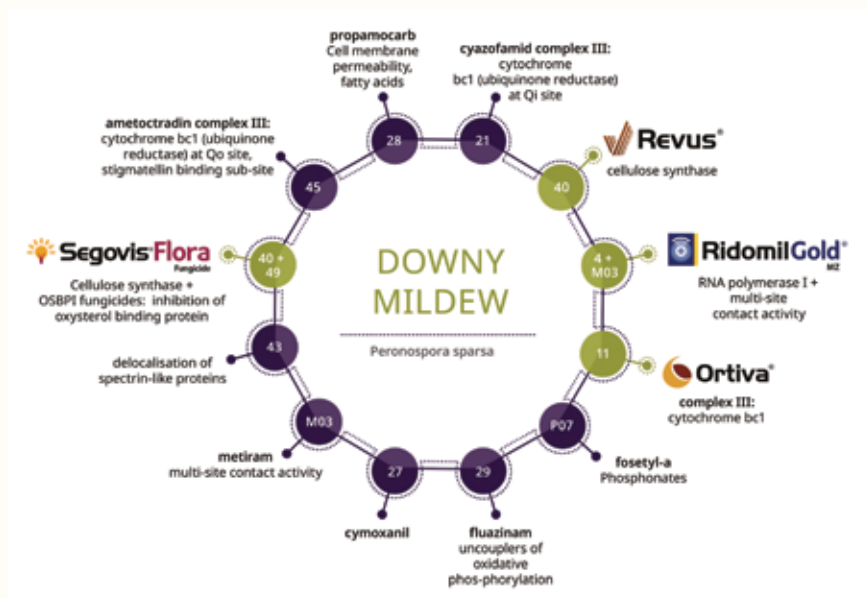 propamocarb
Cell membrane
permeability,
fatty acids
cyazofamid complex III:
cytochrome
bc1 (ubiquinone reductase)
at Qi site
ametoctradin complex III:
cytochrome bc1 (ubiquinone
reductase) at Qo site,
stigmatellin binding sub-site
28
21
Revus®
cellulose synthase
45
40
Segovis®Flora
Fungicide
Cellulose synthase +
OSBPI fungicides: inhibition of
oxysterol binding protein
40 +
49
DOWNY
MILDEW
Peronospora sparsa
4 +
M03
RidomilGold®
MZ
RNA polymerase I +
multi-site
contact activity
43
delocalisation of
spectrin-like proteins
11
Ortiva®
complex III:
cytochrome bc1
M03
metiram
multi-site contact activity
P07
fosetyl-a
Phosphonates
27
29
cymoxanil
fluazinam
uncouplers of
oxidative
phos-phorylation